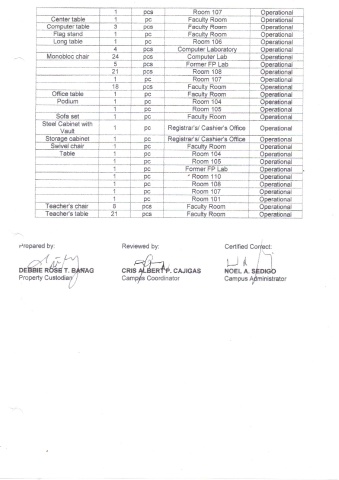 1 pcs Room 107 Operational
Center table 1 pc Faculty Room Operational
Computer table 3 pcs Faculty Room Operational
Flag stand 1 pc Faculty Room Operational
Long table 1 pc Room 106 Operational
4 pcs Computer Laboratory Operational
Monobloc chair 24 pcs Computer Lab Operational
5 pcs Former FP Lab Operational
21 pcs Room 108 Operational
1 pc Room 107 Operational
18 pcs Faculty Room Operational
Office table 1 pc Faculty Room Operational
Podium 1 pc Room 104 Operational
1 pc Room 105 Operational
Sofa set 1 pc Faculty Room Operational
Steel Cabinet with
Vault 1 pc Registrar's/ Cashier's Office Operational
Storage cabinet 1 pc Registrar's/ Cashier's Office Operational
Swivel chair 1 pc Faculty Room Operational
Table 1 pc Room 104 Operational
1 pc Room 105 Operational
1 pc Former FP Lab Operational
1 pc Room 110 Operational
1 pc Room 108 Operational
1 pc Room 107 Operational
1 pc Room 101 Operational
Teacher's chair 8 pcs Faculty Room Operational
Teacher's table 21 pcs Faculty Room Operational
Prepared by: Reviewed by: Certified Correct:
DEBBIE ROSE T. BANAG CRIS ALBERT P. CAJIGAS NOEL A. SEDIGO
Property Custodian Campus Coordinator Campus Administrator